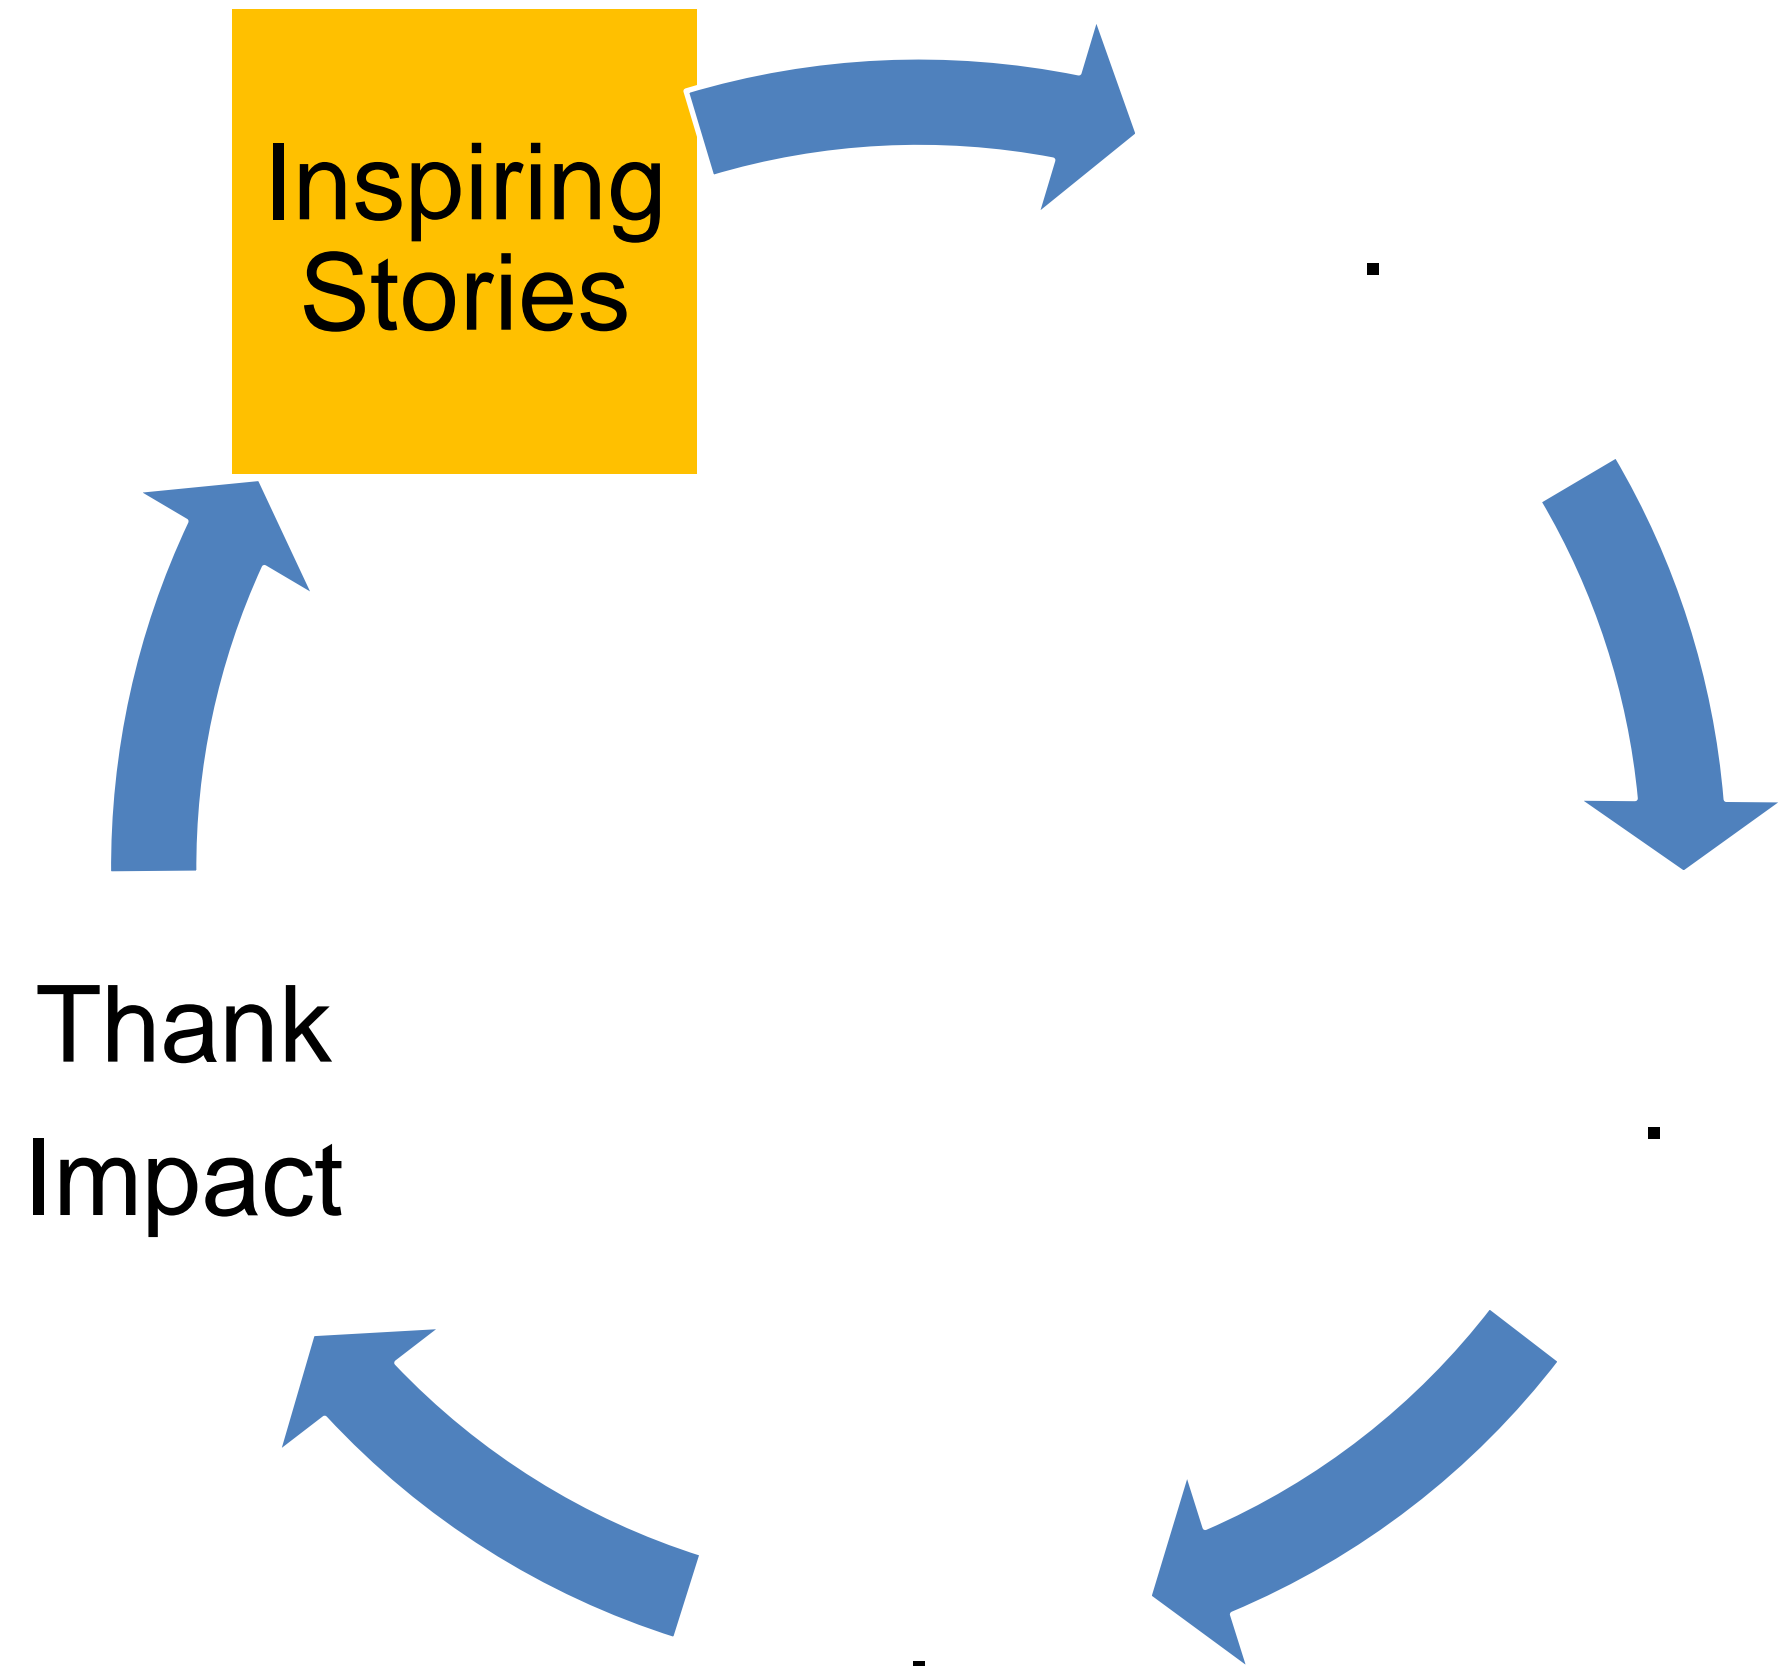 Inspiring
Stories
.
Thank
Impact
.
.